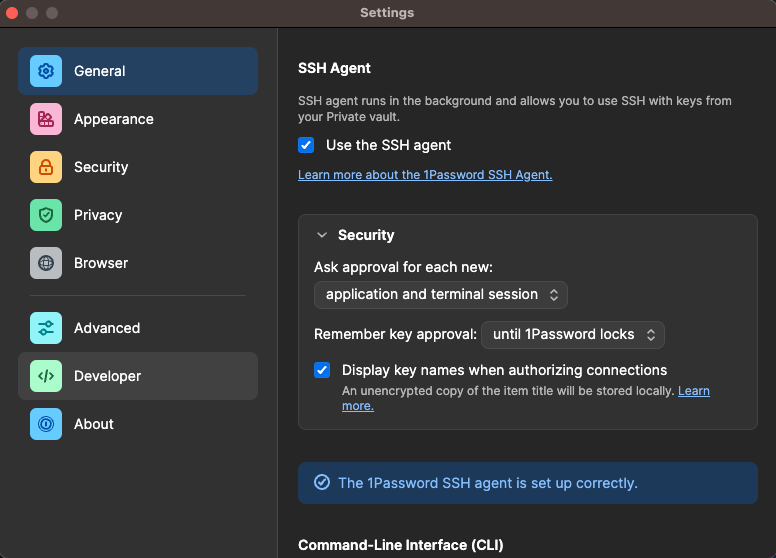 Settings
General
Appearance
Security
Privacy
Browser
Advanced
Developer
About
SSH Agent
SSH agent runs in the background and allows you to use SSH with keys from
your Private vault.
Use the SSH agent
Learn more about the 1Password SSH Agent.
Security
Ask approval for each new:
application and terminal session
Remember key approval: until 1Password locks
Display key names when authorizing connections
An unencrypted copy of the item title will be stored locally. Learn
more.
The 1Password SSH agent is set up correctly.
Command-Line Interface (CLI)